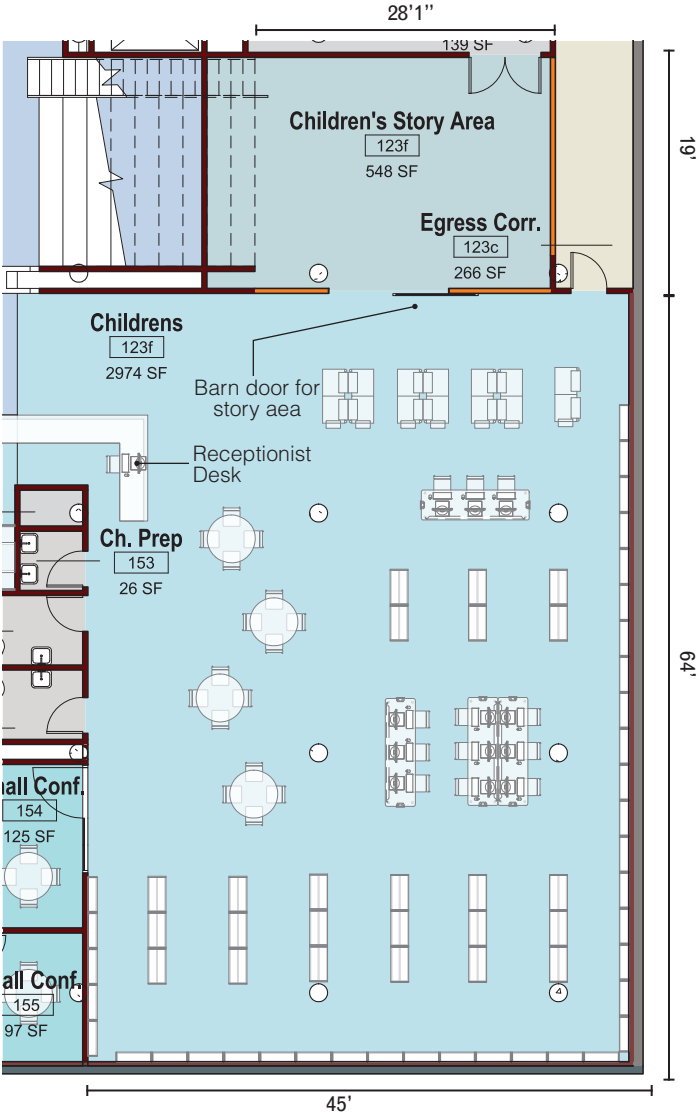 28'1''
139 SF
Children's Story Area
123f
548 SF
19'
Egress Corr.
123c
266 SF
Childrens
123f
2974 SF
Barn door for
story aea
Receptionist
Desk
Ch. Prep
153
26 SF
64'
all Conf.
154
125 SF
all Conf.
155
97 SF
4
45'